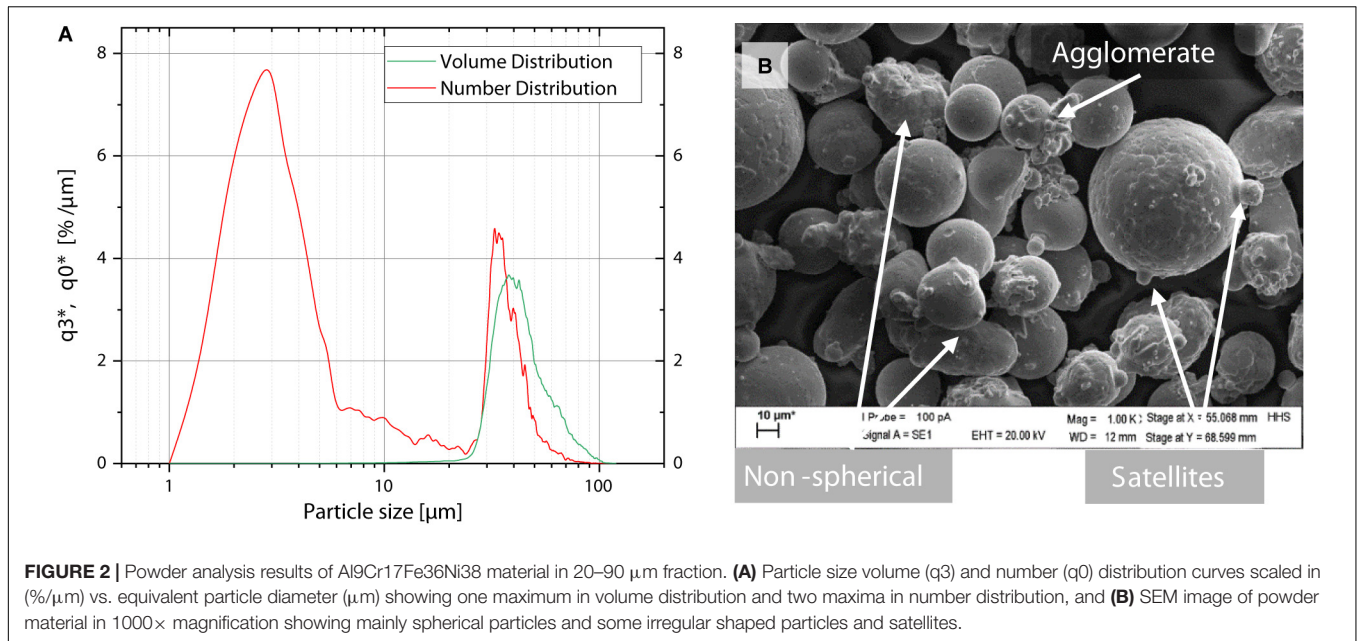 A
8
8
Volume Distribution
Number Distribution
6
6
4
4
2
2
0
0
1
10
100
q3*, q0* [%/µm]
Particle size [µm]
B
Agglomerate
10 µm*
I Probe = 100 pA
Signal A = SE1
EHT = 20.00 kV
Mag = 1.00 K
Stage at X = 55.068 mm
HHS
WD = 12 mm
Stage at Y = 68.599 mm
Non -spherical
Satellites
FIGURE 2 | Powder analysis results of Al9Cr17Fe36Ni38 material in 20–90 µm fraction. (A) Particle size volume (q3) and number (q0) distribution curves scaled in
(%/µm) vs. equivalent particle diameter (µm) showing one maximum in volume distribution and two maxima in number distribution, and (B) SEM image of powder
material in 1000× magnification showing mainly spherical particles and some irregular shaped particles and satellites.